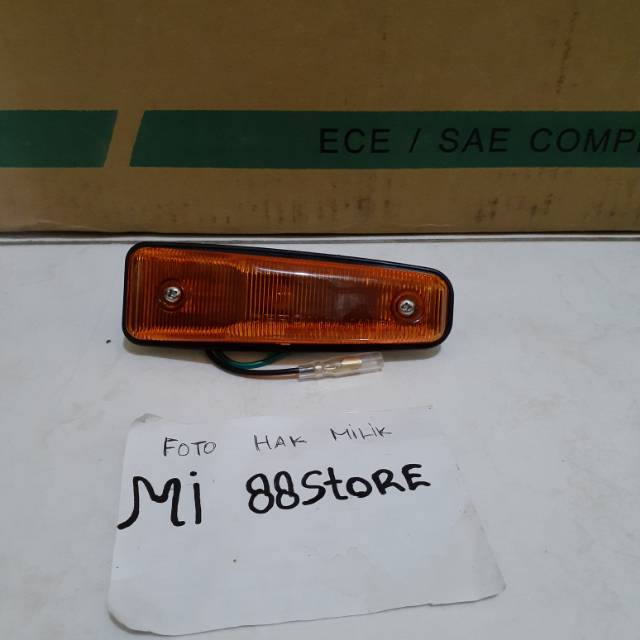 ECE / SAE COMP
FOTO HAK MILIK
Mi 88StORE